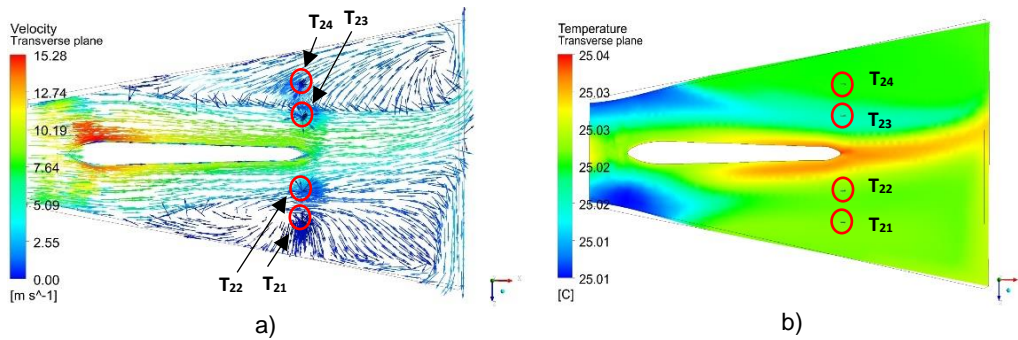 Velocity
Transverse plane
15.28
12.74
10.19
7.64
5.09
2.55
0.00
[m s^-1]
T24
T23
T22
T21
X
a)
Temperature
Transverse plane
25.04
25.03
25.03
25.02
25.02
25.01
25.01
[C]
T24
T23
T22
T21
b)